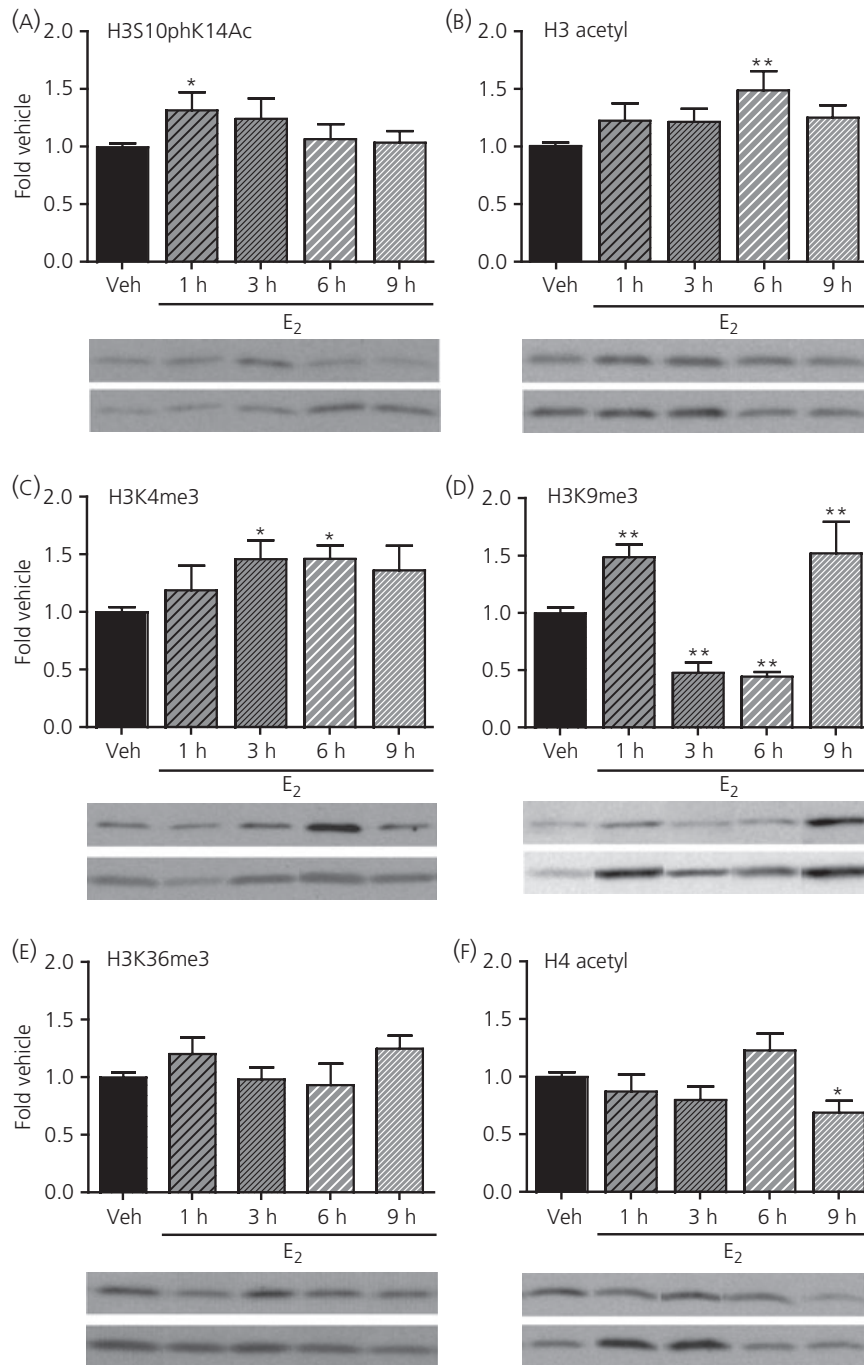 (A) H3S10phK14Ac
2.0
1.5
1.0
0.5
0.0
Fold vehicle
*
Veh 1 h 3 h 6 h 9 h
E2
(B) H3 acetyl
2.0
1.5
1.0
0.5
0.0
**
Veh 1 h 3 h 6 h 9 h
E2
(C) H3K4me3
2.0
1.5
1.0
0.5
0.0
Fold vehicle
* *
Veh 1 h 3 h 6 h 9 h
E2
(D) H3K9me3
2.0
1.5
1.0
0.5
0.0
** ** ** **
Veh 1 h 3 h 6 h 9 h
E2
(E) H3K36me3
2.0
1.5
1.0
0.5
0.0
Fold vehicle
Veh 1 h 3 h 6 h 9 h
E2
(F) H4 acetyl
2.0
1.5
1.0
0.5
0.0
*
Veh 1 h 3 h 6 h 9 h
E2